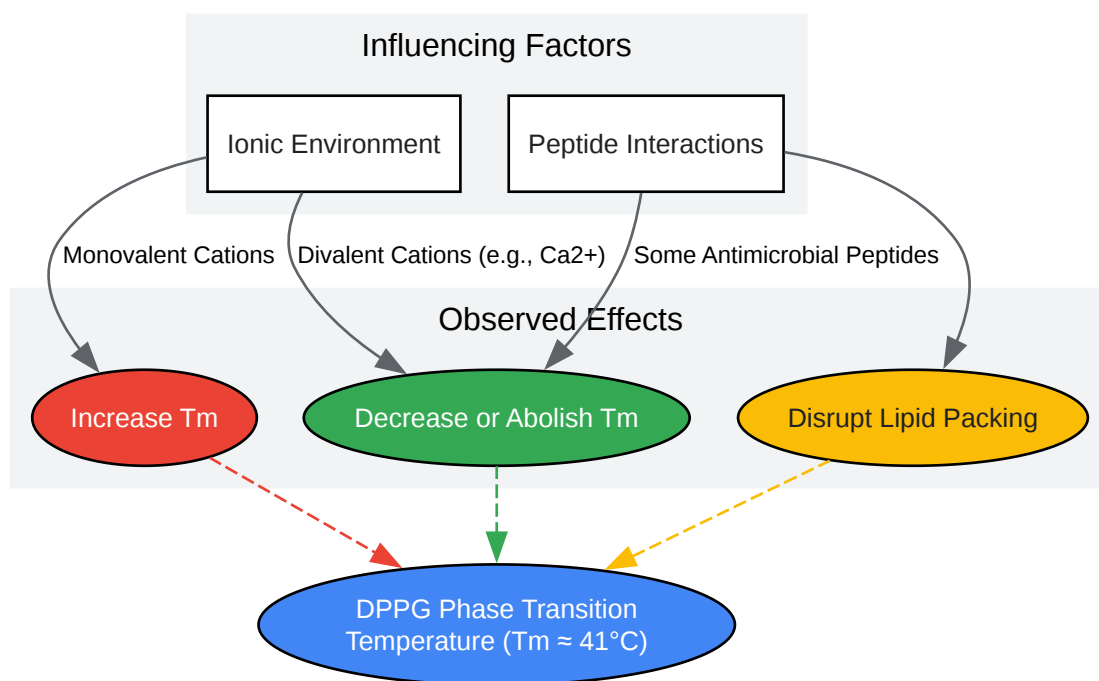 Influencing Factors
Ionic Environment
Peptide Interactions
Monovalent Cations
Divalent Cations (e.g., Ca2+)
Some Antimicrobial Peptides
Observed Effects
Increase Tm
Decrease or Abolish Tm
Disrupt Lipid Packing
DPPG Phase Transition
Temperature (Tm ≈ 41°C)